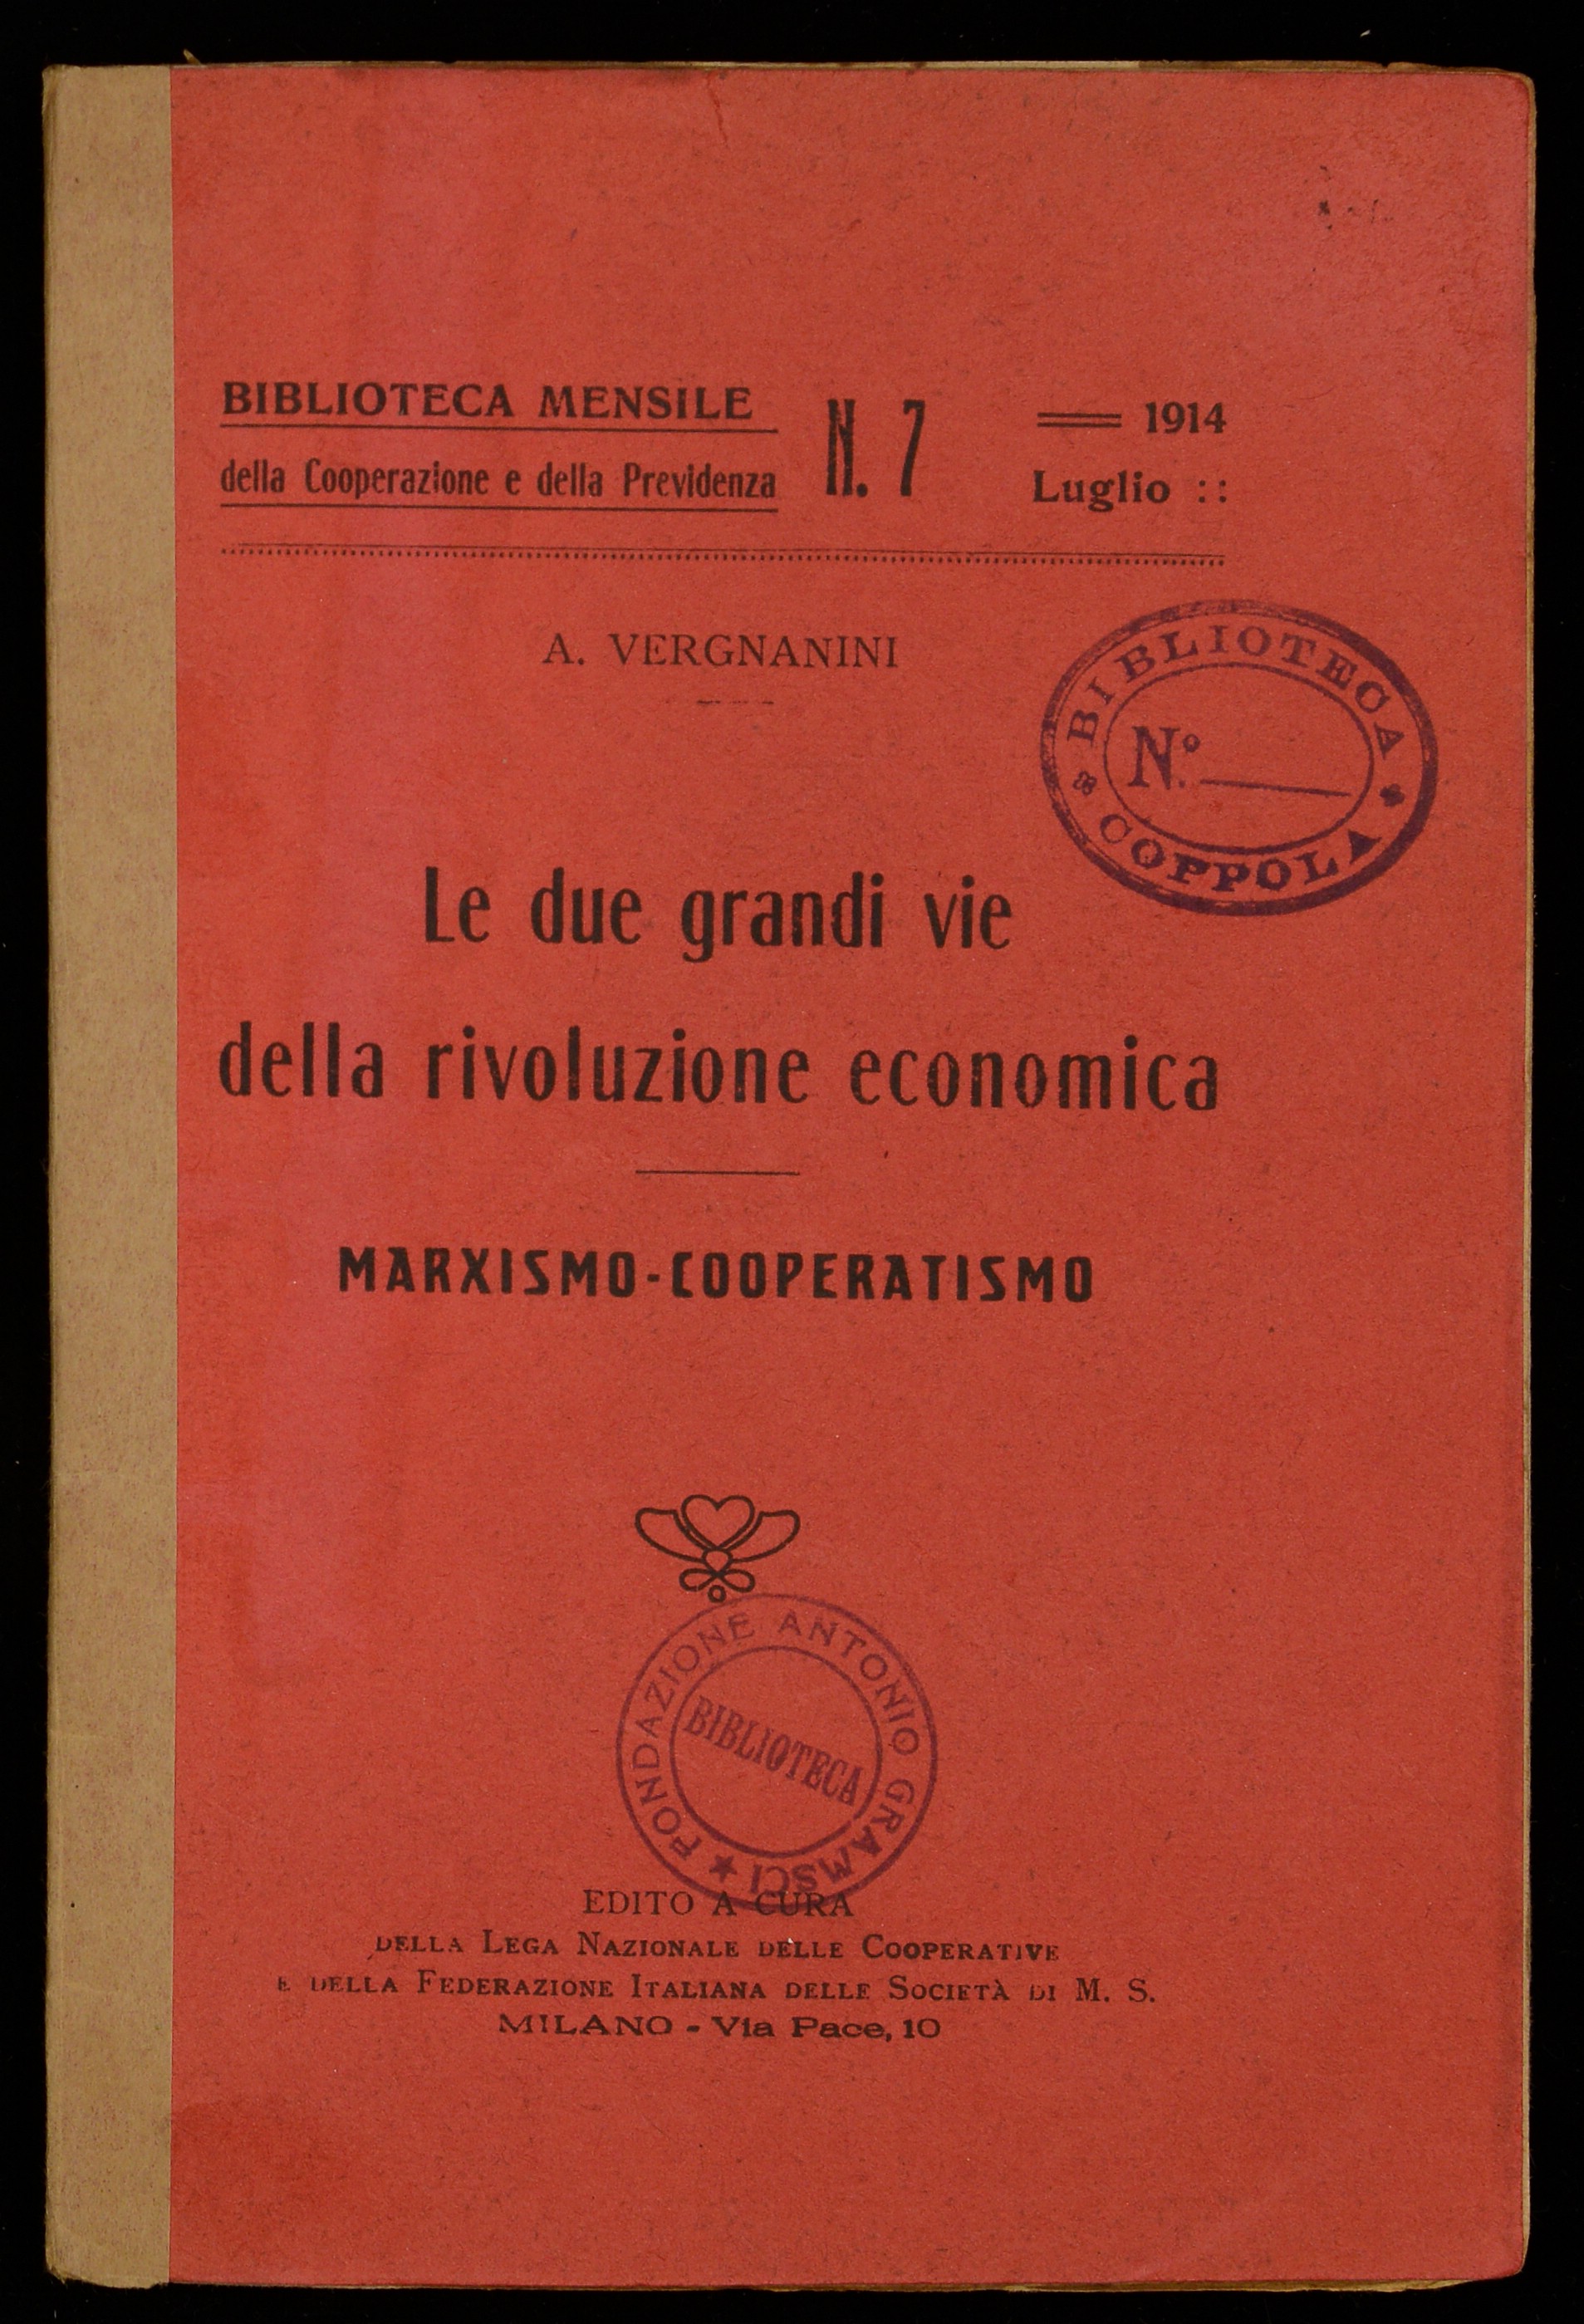 BIBLIOTECA MENSILE
della Cooperazione e della Previdenza
N. 7
1914
Luglio ::
A. VERGNANINI
BIBLIOTECA
N.º
COPPOLA
Le due grandi vie
della rivoluzione economica
MARXISMO-COOPERATISMO
FONDAZIONE ANTONIO GRAMSCI ★
BIBLIOTECA
EDITO A CURA
DELLA LEGA NAZIONALE DELLE COOPERATIVE
E DELLA FEDERAZIONE ITALIANA DELLE SOCIETÀ DI M. S.
MILANO - Via Pace, 10